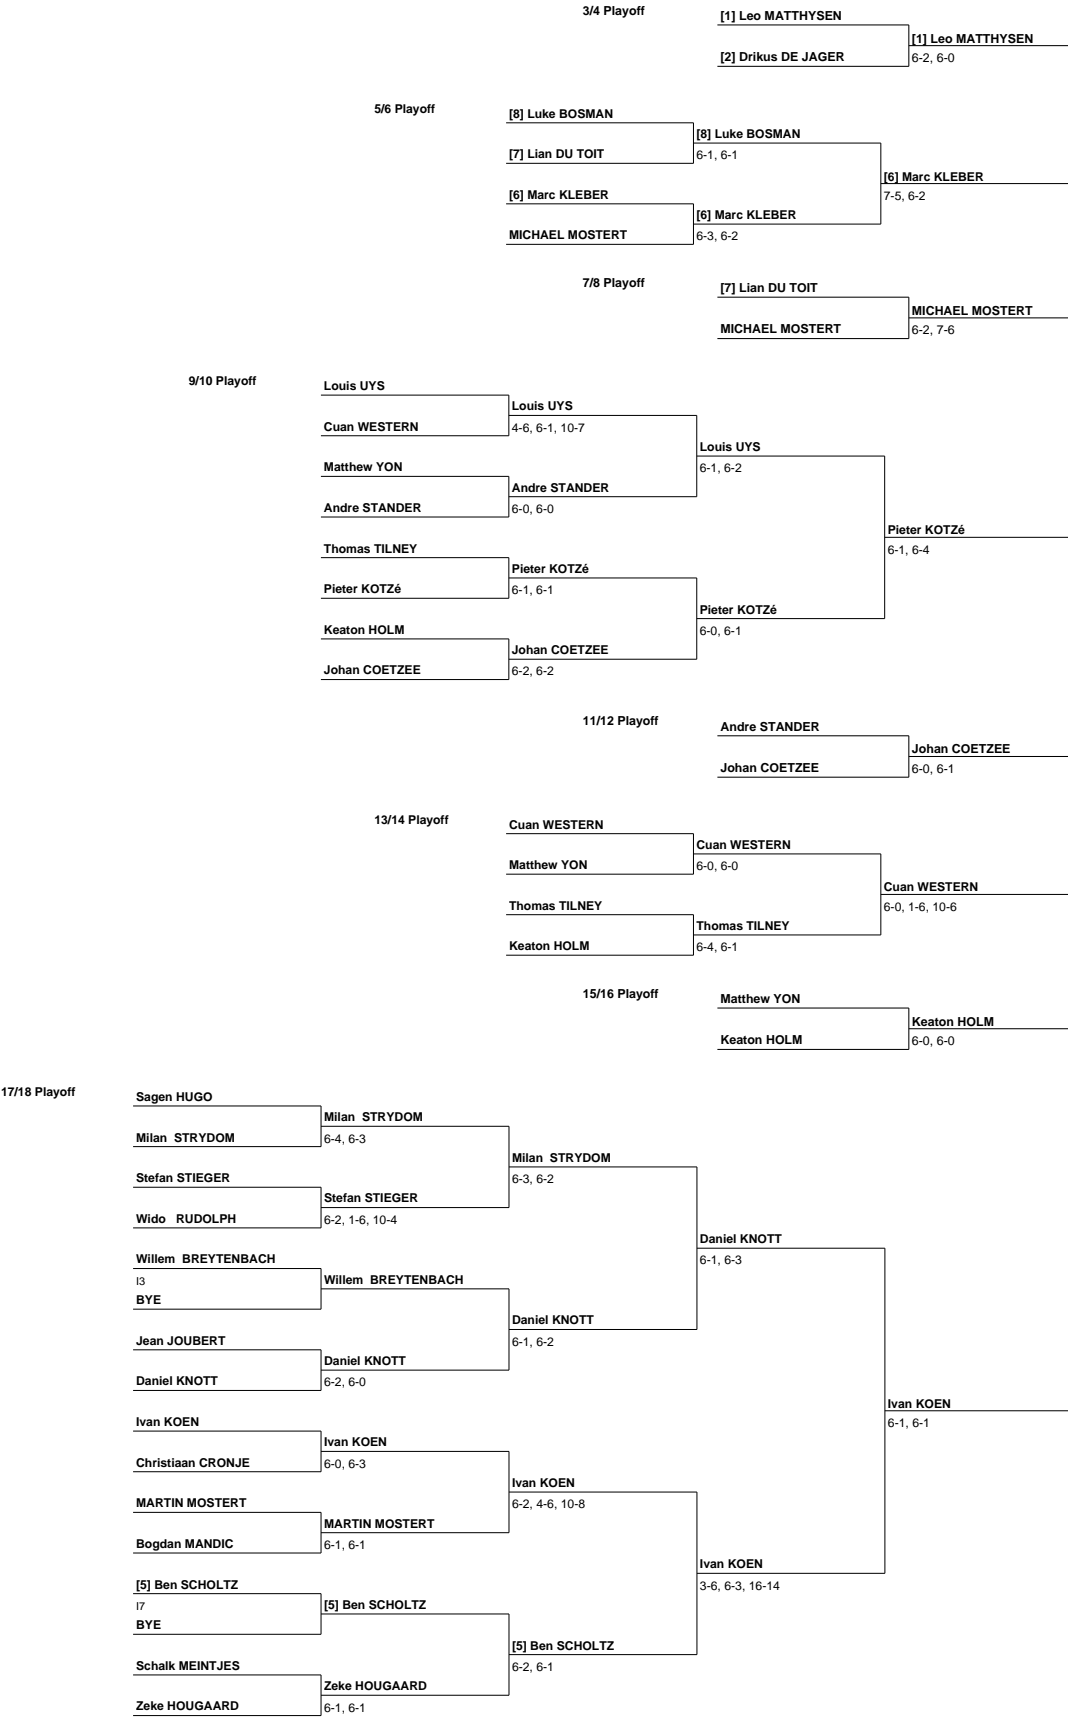 3/4 Playoff
[1] Leo MATTHYSEN
[1] Leo MATTHYSEN
[2] Drikus DE JAGER
6-2, 6-0
5/6 Playoff
[8] Luke BOSMAN
[8] Luke BOSMAN
[7] Lian DU TOIT
6-1, 6-1
[6] Marc KLEBER
7-5, 6-2
[6] Marc KLEBER
[6] Marc KLEBER
MICHAEL MOSTERT
6-3, 6-2
7/8 Playoff
[7] Lian DU TOIT
MICHAEL MOSTERT
MICHAEL MOSTERT
6-2, 7-6
9/10 Playoff
Louis UYS
Louis UYS
Cuan WESTERN
4-6, 6-1, 10-7
Louis UYS
6-1, 6-2
Matthew YON
Andre STANDER
Andre STANDER
6-0, 6-0
Pieter KOTZé
6-1, 6-4
Thomas TILNEY
Pieter KOTZé
Pieter KOTZé
6-1, 6-1
Pieter KOTZé
6-0, 6-1
Keaton HOLM
Johan COETZEE
Johan COETZEE
6-2, 6-2
11/12 Playoff
Andre STANDER
Johan COETZEE
Johan COETZEE
6-0, 6-1
13/14 Playoff
Cuan WESTERN
Cuan WESTERN
Matthew YON
6-0, 6-0
Cuan WESTERN
6-0, 1-6, 10-6
Thomas TILNEY
Thomas TILNEY
Keaton HOLM
6-4, 6-1
15/16 Playoff
Matthew YON
Keaton HOLM
Keaton HOLM
6-0, 6-0
17/18 Playoff
Sagen HUGO
Milan  STRYDOM
Milan  STRYDOM
6-4, 6-3
Milan  STRYDOM
6-3, 6-2
Stefan STIEGER
Stefan STIEGER
Wido   RUDOLPH
6-2, 1-6, 10-4
Daniel KNOTT
6-1, 6-3
Willem  BREYTENBACH
I3
Willem  BREYTENBACH
BYE
Daniel KNOTT
6-1, 6-2
Jean JOUBERT
Daniel KNOTT
Daniel KNOTT
6-2, 6-0
Ivan KOEN
6-1, 6-1
Ivan KOEN
Ivan KOEN
Christiaan CRONJE
6-0, 6-3
Ivan KOEN
6-2, 4-6, 10-8
MARTIN MOSTERT
MARTIN MOSTERT
Bogdan MANDIC
6-1, 6-1
Ivan KOEN
3-6, 6-3, 16-14
[5] Ben SCHOLTZ
I7
[5] Ben SCHOLTZ
BYE
[5] Ben SCHOLTZ
6-2, 6-1
Schalk MEINTJES
Zeke HOUGAARD
Zeke HOUGAARD
6-1, 6-1